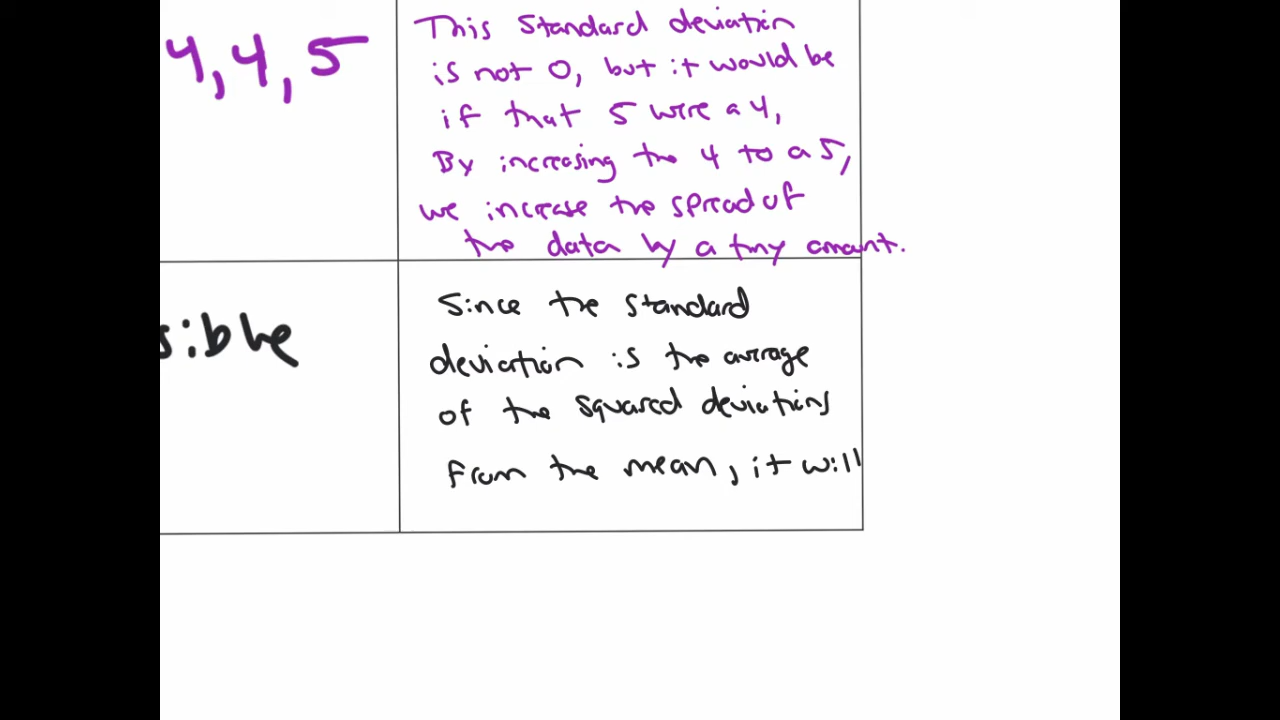 4, 4, 5
This standard deviation
is not 0, but it would be
if that 5 were a 4,
By increasing the 4 to a 5,
we increase the spread of
the data by a tiny amount.
sible
Since the standard
deviation is the average
of the squared deviations
from the mean, it will